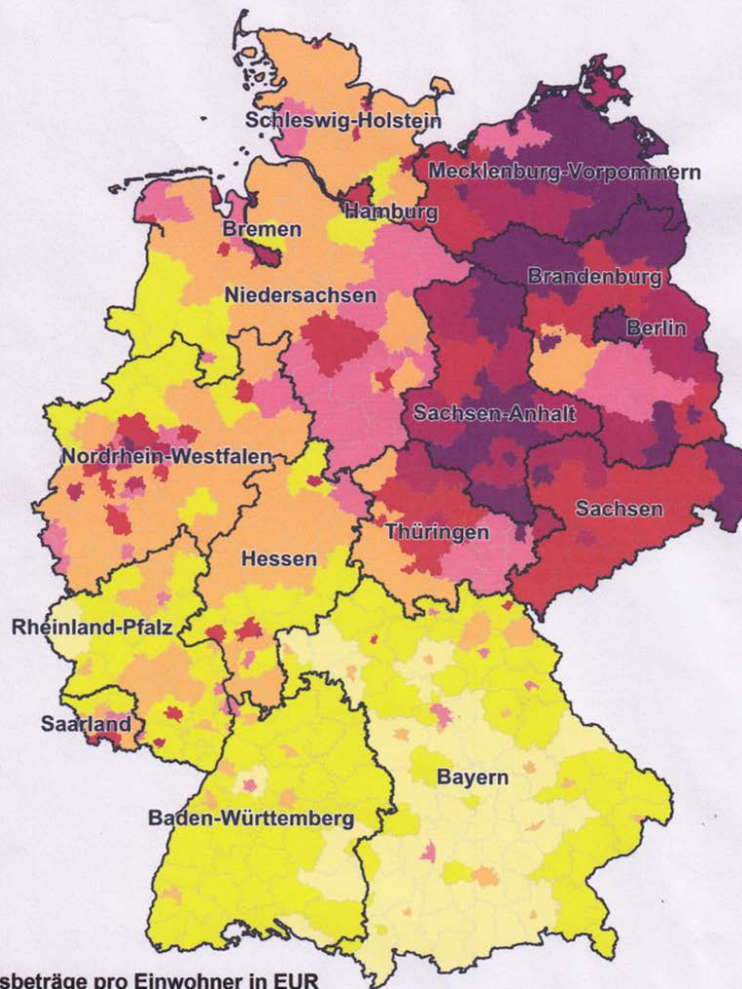 Schleswig-Holstein
Mecklenburg-Vorpommern
Hamburg
Bremen
Brandenburg
Niedersachsen
Berlin
Sachsen-Anhalt
Nordrhein-Westfalen
Sachsen
Thüringen
Hessen
Rheinland-Pfalz
Saarland
Bayern
Baden-Württemberg
sbeträge pro Einwohner in EUR